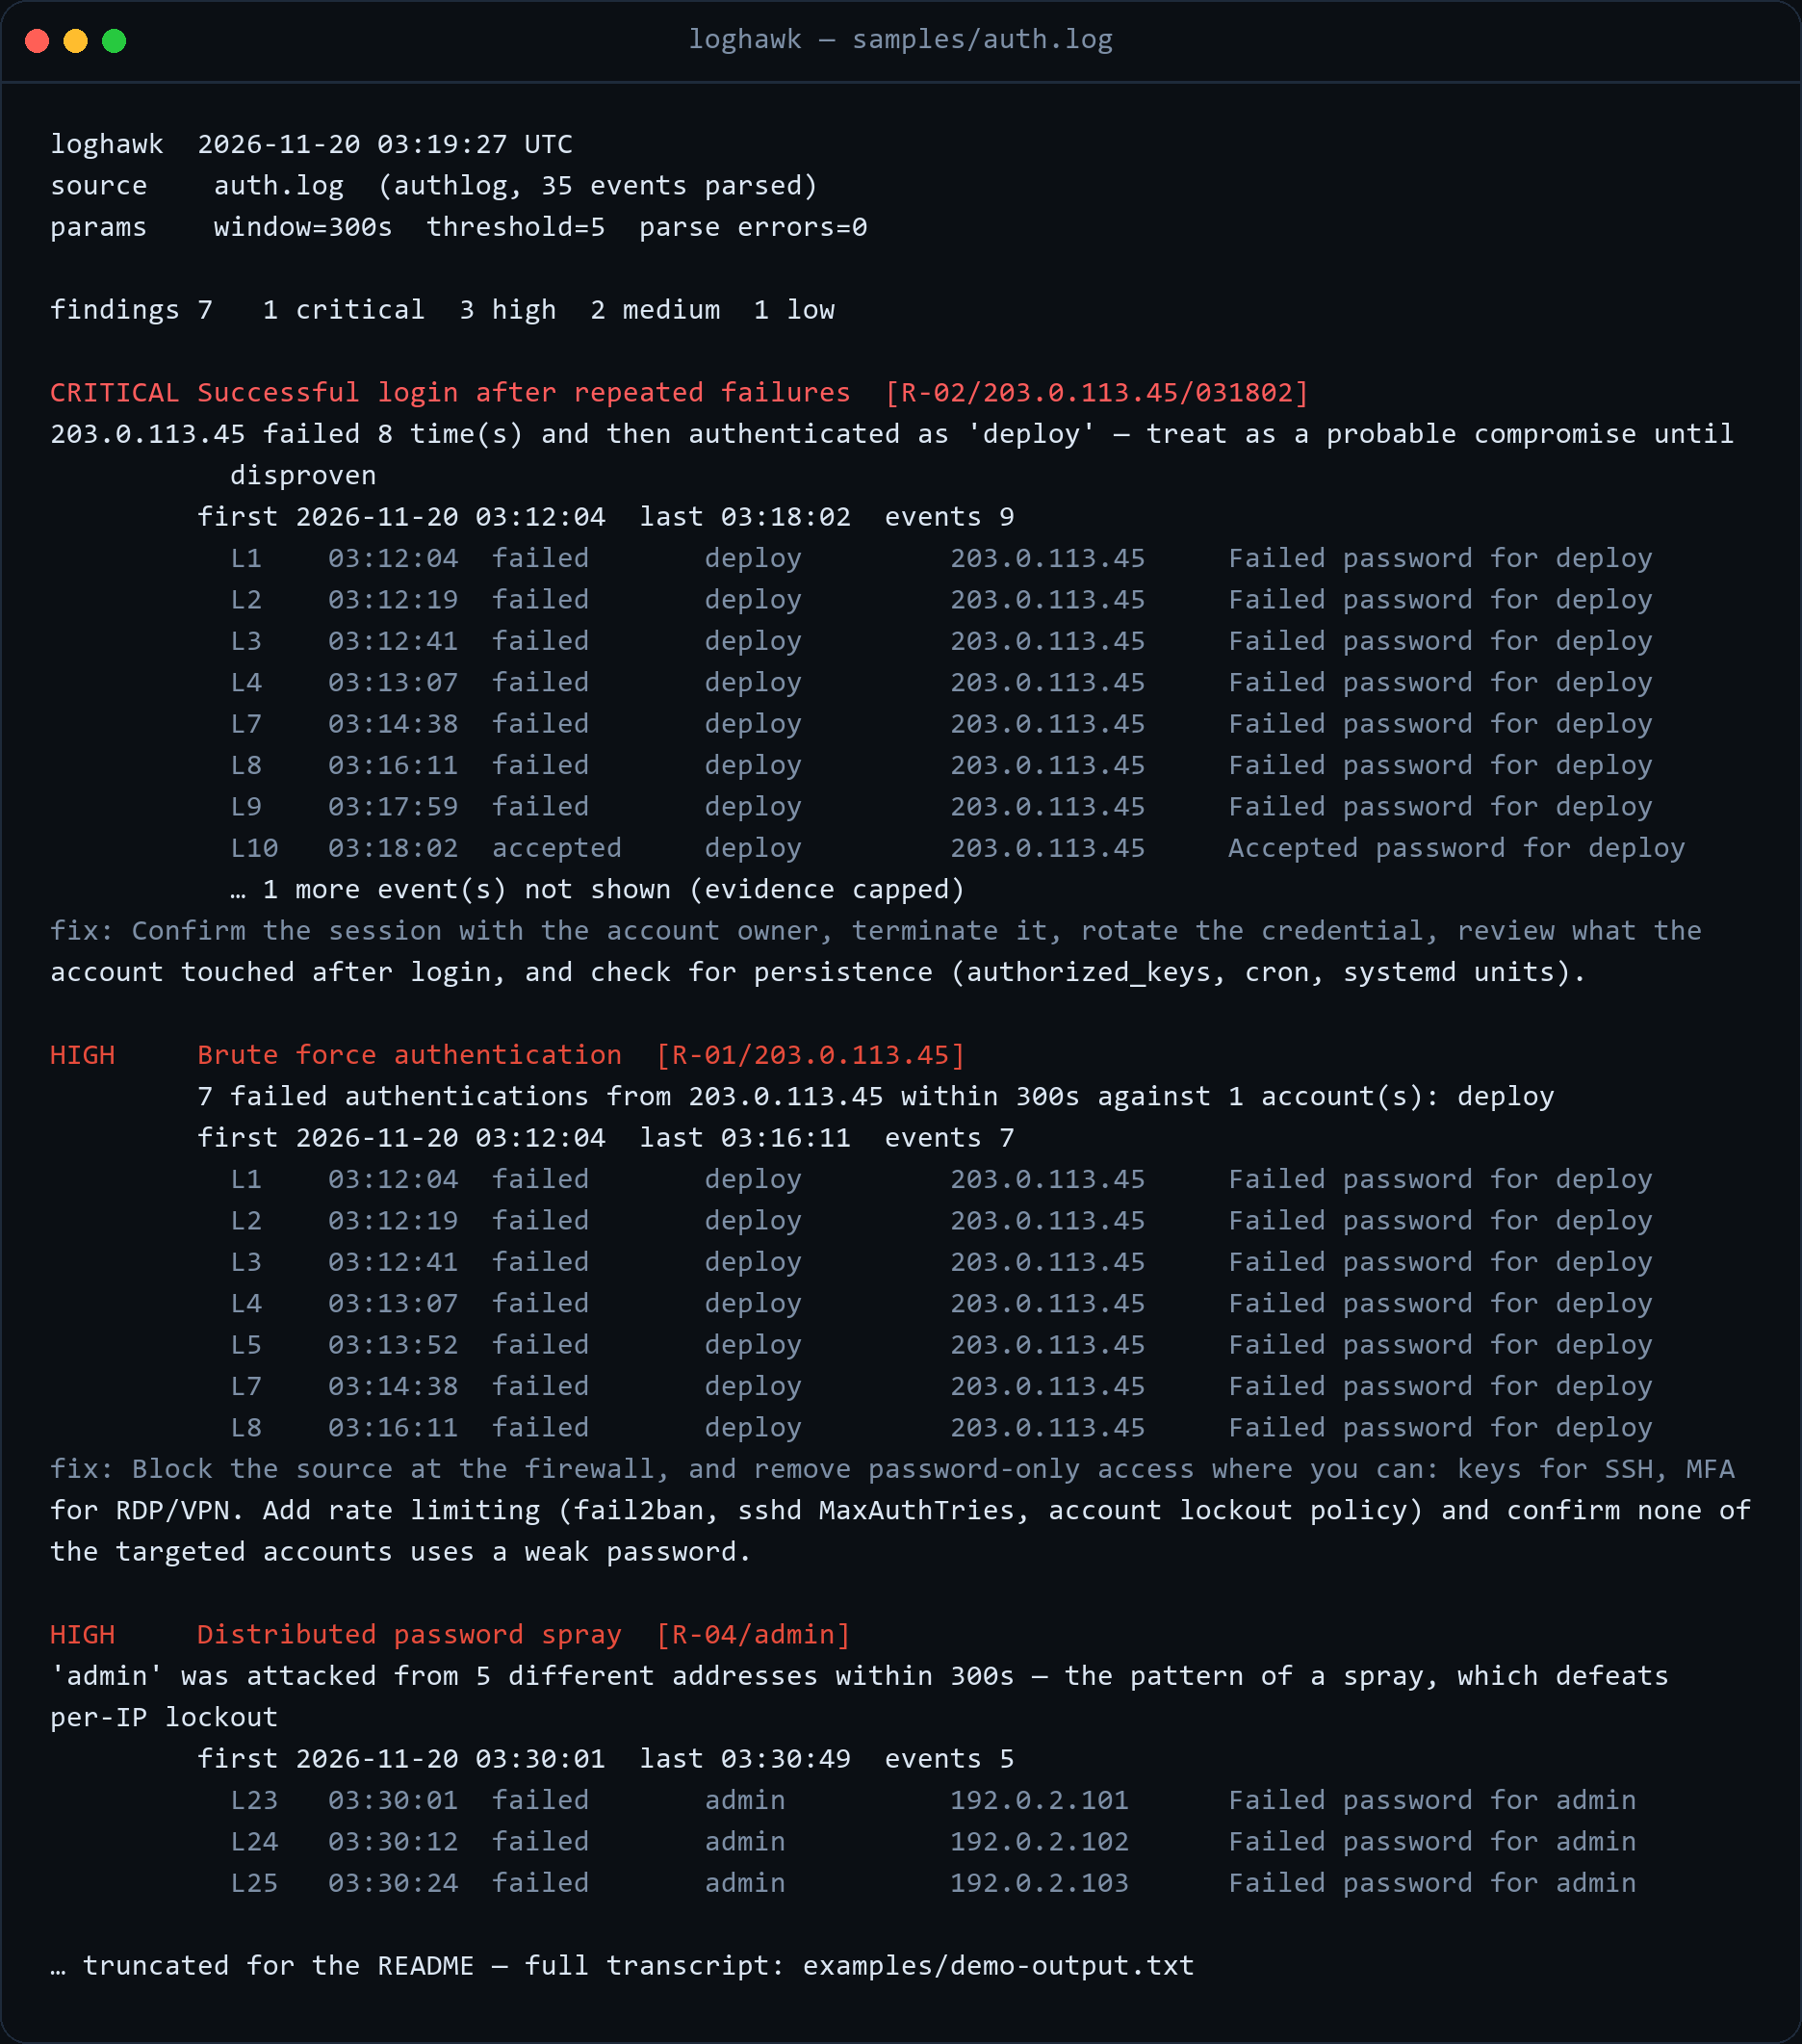 loghawk — samples/auth.log
loghawk  2026-11-20 03:19:27 UTC
source    auth.log  (authlog, 35 events parsed)
params    window=300s  threshold=5  parse errors=0
findings 7   1 critical  3 high  2 medium  1 low
CRITICAL Successful login after repeated failures  [R-02/203.0.113.45/031802]
203.0.113.45 failed 8 time(s) and then authenticated as 'deploy' — treat as a probable compromise until
disproven
first 2026-11-20 03:12:04  last 03:18:02  events 9
L1    03:12:04  failed       deploy         203.0.113.45     Failed password for deploy
L2    03:12:19  failed       deploy         203.0.113.45     Failed password for deploy
L3    03:12:41  failed       deploy         203.0.113.45     Failed password for deploy
L4    03:13:07  failed       deploy         203.0.113.45     Failed password for deploy
L7    03:14:38  failed       deploy         203.0.113.45     Failed password for deploy
L8    03:16:11  failed       deploy         203.0.113.45     Failed password for deploy
L9    03:17:59  failed       deploy         203.0.113.45     Failed password for deploy
L10   03:18:02  accepted     deploy         203.0.113.45     Accepted password for deploy
… 1 more event(s) not shown (evidence capped)
fix: Confirm the session with the account owner, terminate it, rotate the credential, review what the
account touched after login, and check for persistence (authorized_keys, cron, systemd units).
HIGH     Brute force authentication  [R-01/203.0.113.45]
7 failed authentications from 203.0.113.45 within 300s against 1 account(s): deploy
first 2026-11-20 03:12:04  last 03:16:11  events 7
L1    03:12:04  failed       deploy         203.0.113.45     Failed password for deploy
L2    03:12:19  failed       deploy         203.0.113.45     Failed password for deploy
L3    03:12:41  failed       deploy         203.0.113.45     Failed password for deploy
L4    03:13:07  failed       deploy         203.0.113.45     Failed password for deploy
L5    03:13:52  failed       deploy         203.0.113.45     Failed password for deploy
L7    03:14:38  failed       deploy         203.0.113.45     Failed password for deploy
L8    03:16:11  failed       deploy         203.0.113.45     Failed password for deploy
fix: Block the source at the firewall, and remove password-only access where you can: keys for SSH, MFA
for RDP/VPN. Add rate limiting (fail2ban, sshd MaxAuthTries, account lockout policy) and confirm none of
the targeted accounts uses a weak password.
HIGH     Distributed password spray  [R-04/admin]
'admin' was attacked from 5 different addresses within 300s — the pattern of a spray, which defeats
per-IP lockout
first 2026-11-20 03:30:01  last 03:30:49  events 5
L23   03:30:01  failed       admin          192.0.2.101      Failed password for admin
L24   03:30:12  failed       admin          192.0.2.102      Failed password for admin
L25   03:30:24  failed       admin          192.0.2.103      Failed password for admin
… truncated for the README — full transcript: examples/demo-output.txt